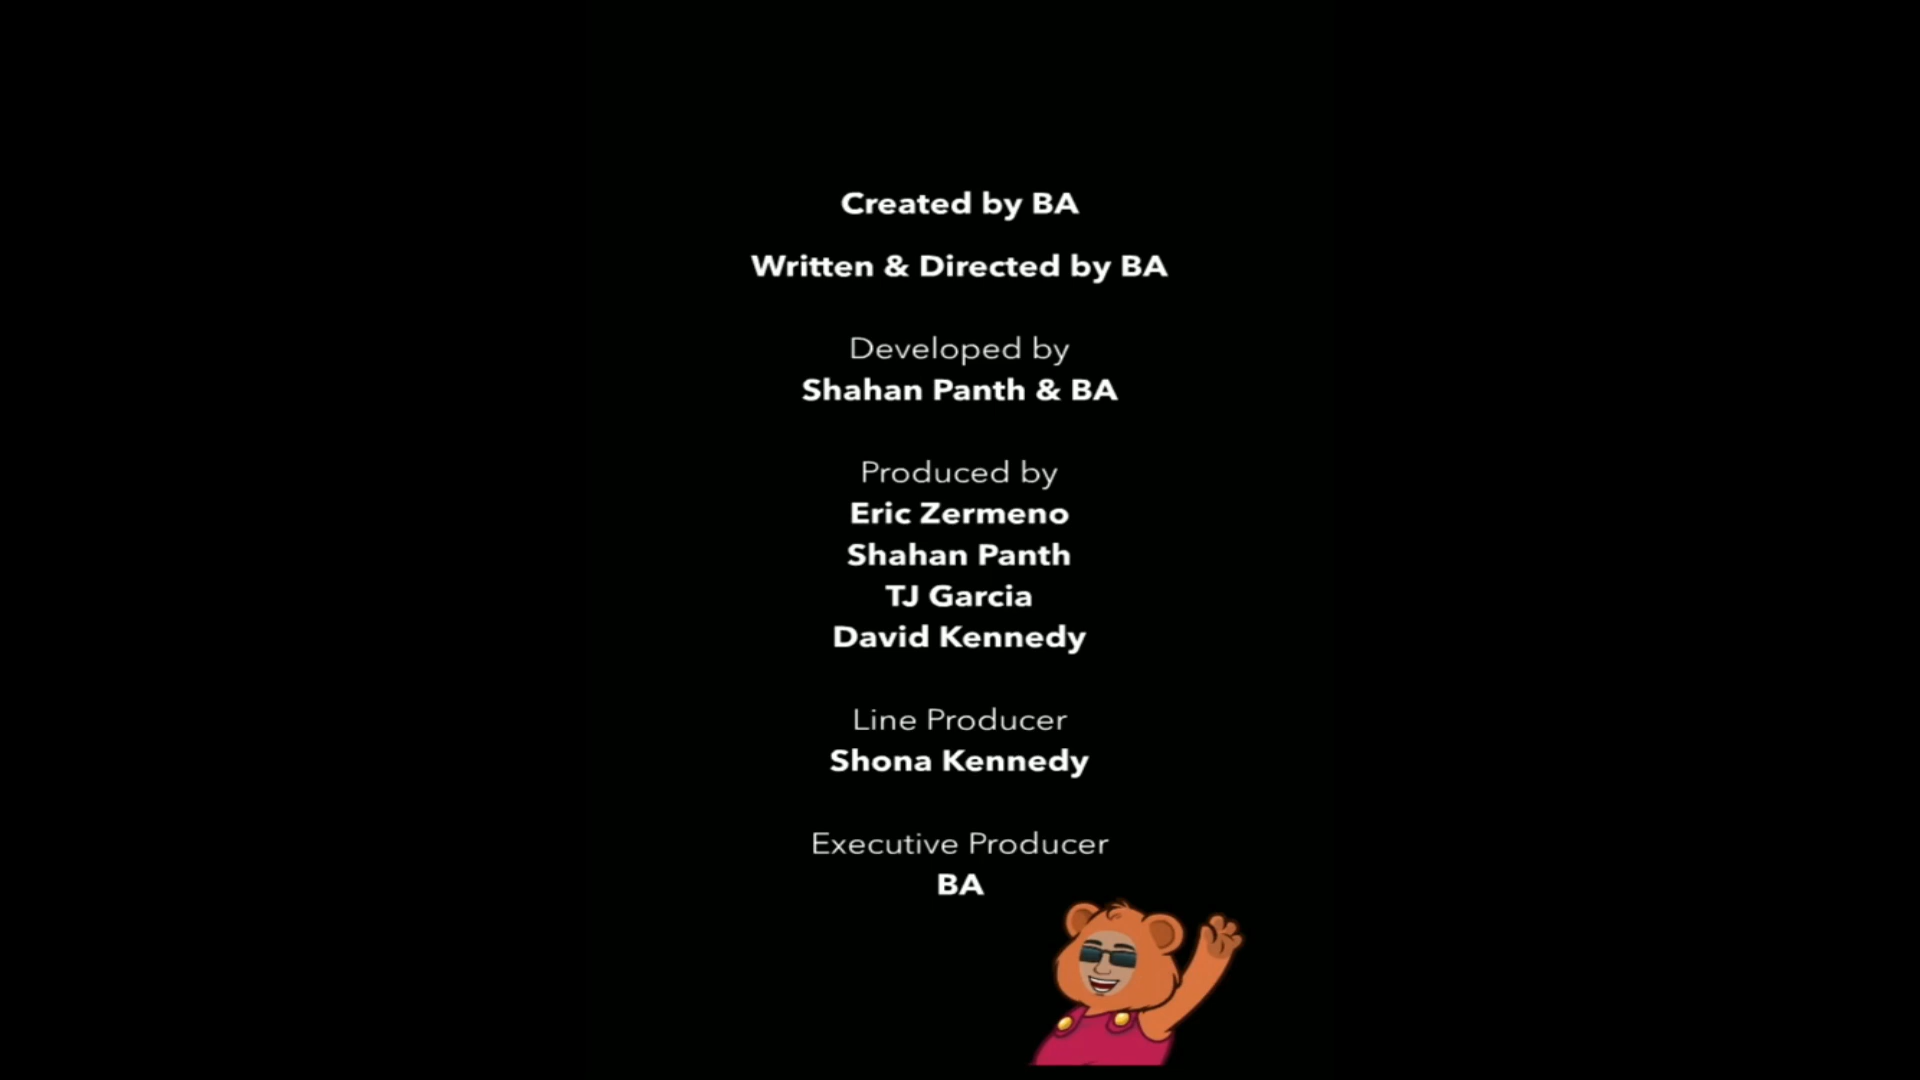 Created by BA
Written & Directed by BA
Developed by
Shahan Panth & BA
Produced by
Eric Zermeno
Shahan Panth
TJ Garcia
David Kennedy
Line Producer
Shona Kennedy
Executive Producer
BA